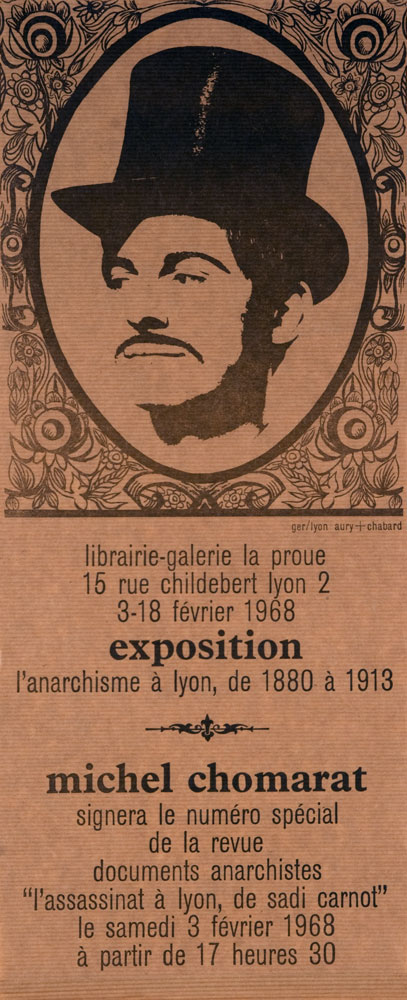 ger/lyon aury+chabard
librairie-galerie la proue
15 rue childebert lyon 2
3-18 février 1968
exposition
l'anarchisme à lyon, de 1880 à 1913
michel chomarat
signera le numéro spécial
de la revue
documents anarchistes
“l'assassinat à lyon, de sadi carnot”
le samedi 3 février 1968
à partir de 17 heures 30